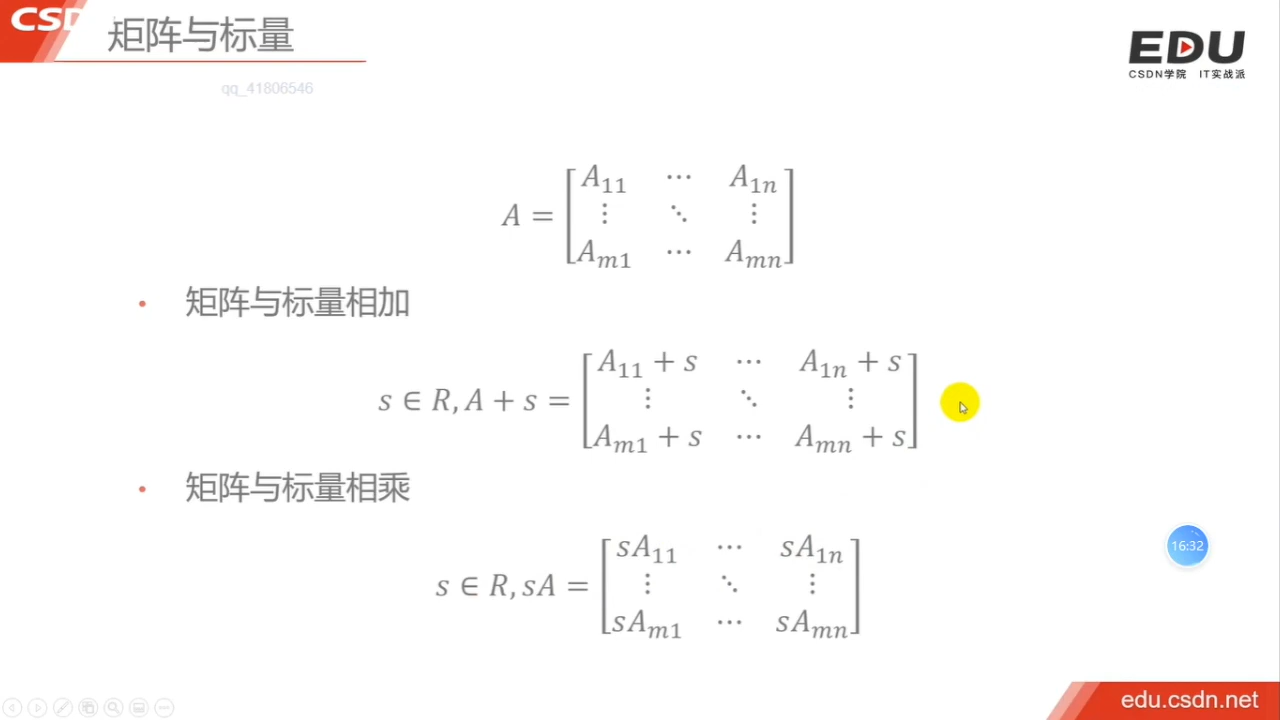 CSD
矩阵与标量
EDU
CSDN学院 IT实战派
qq_41806546
A = [A₁₁ ⋯ A₁ₙ
⋮ ⋱ ⋮
Aₘ₁ ⋯ Aₘₙ]
• 矩阵与标量相加
s ∈ R, A + s = [A₁₁ + s ⋯ A₁ₙ + s
⋮ ⋱ ⋮
Aₘ₁ + s ⋯ Aₘₙ + s]
• 矩阵与标量相乘
s ∈ R, sA = [sA₁₁ ⋯ sA₁ₙ
⋮ ⋱ ⋮
sAₘ₁ ⋯ sAₘₙ]
16:32
edu.csdn.net